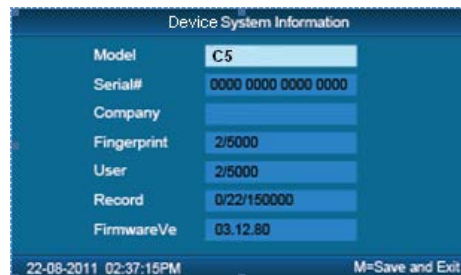 Device System Information
Model C5
Serial# 0000 0000 0000 0000
Company
Fingerprint 2/5000
User 2/5000
Record 0/22/150000
FirmwareVe 03.12.80
22-08-2011 02:37:15PM M=Save and Exit